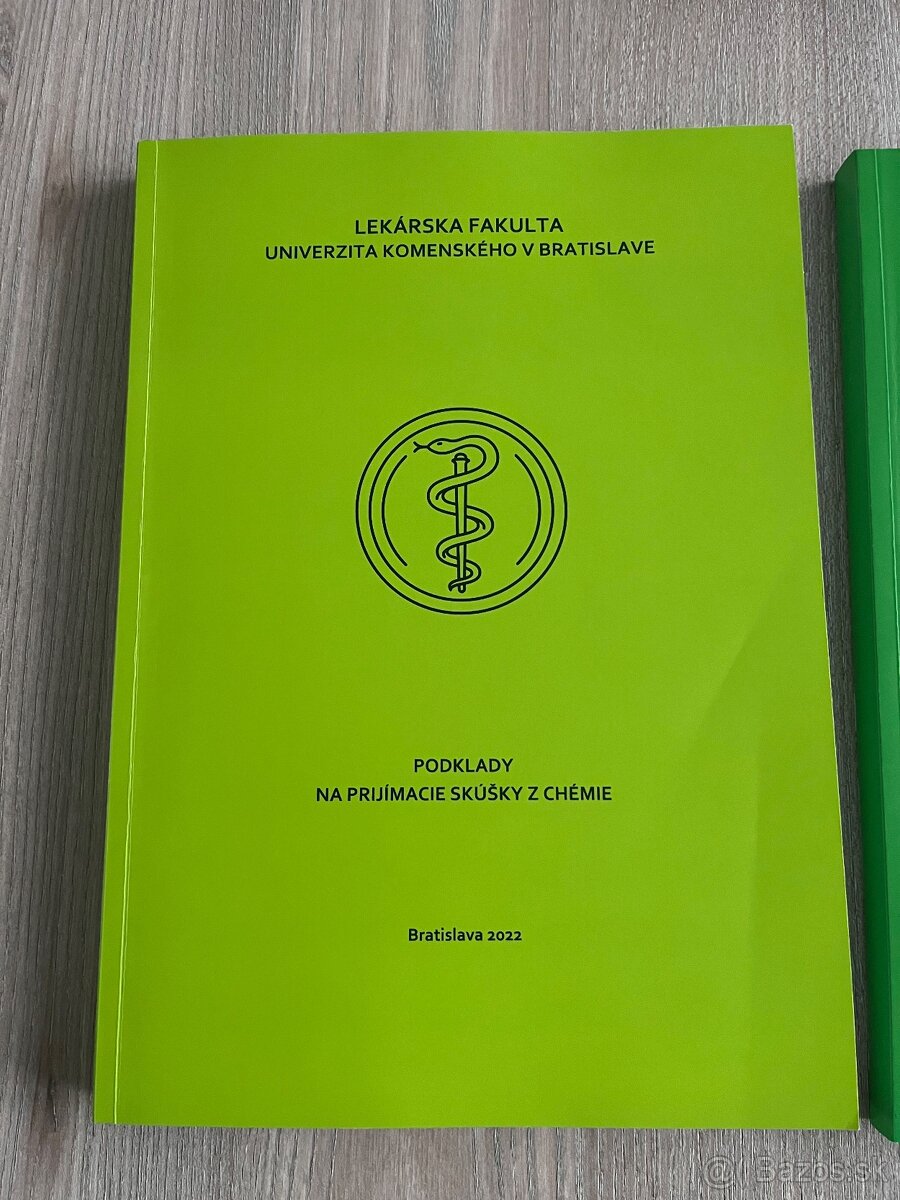 LEKÁRSKA FAKULTA
UNIVERZITA KOMENSKÉHO V BRATISLAVE
PODKLADY
NA PRIJÍMACIE SKÚŠKY Z CHÉMIE
Bratislava 2022
@ Bazos.sk